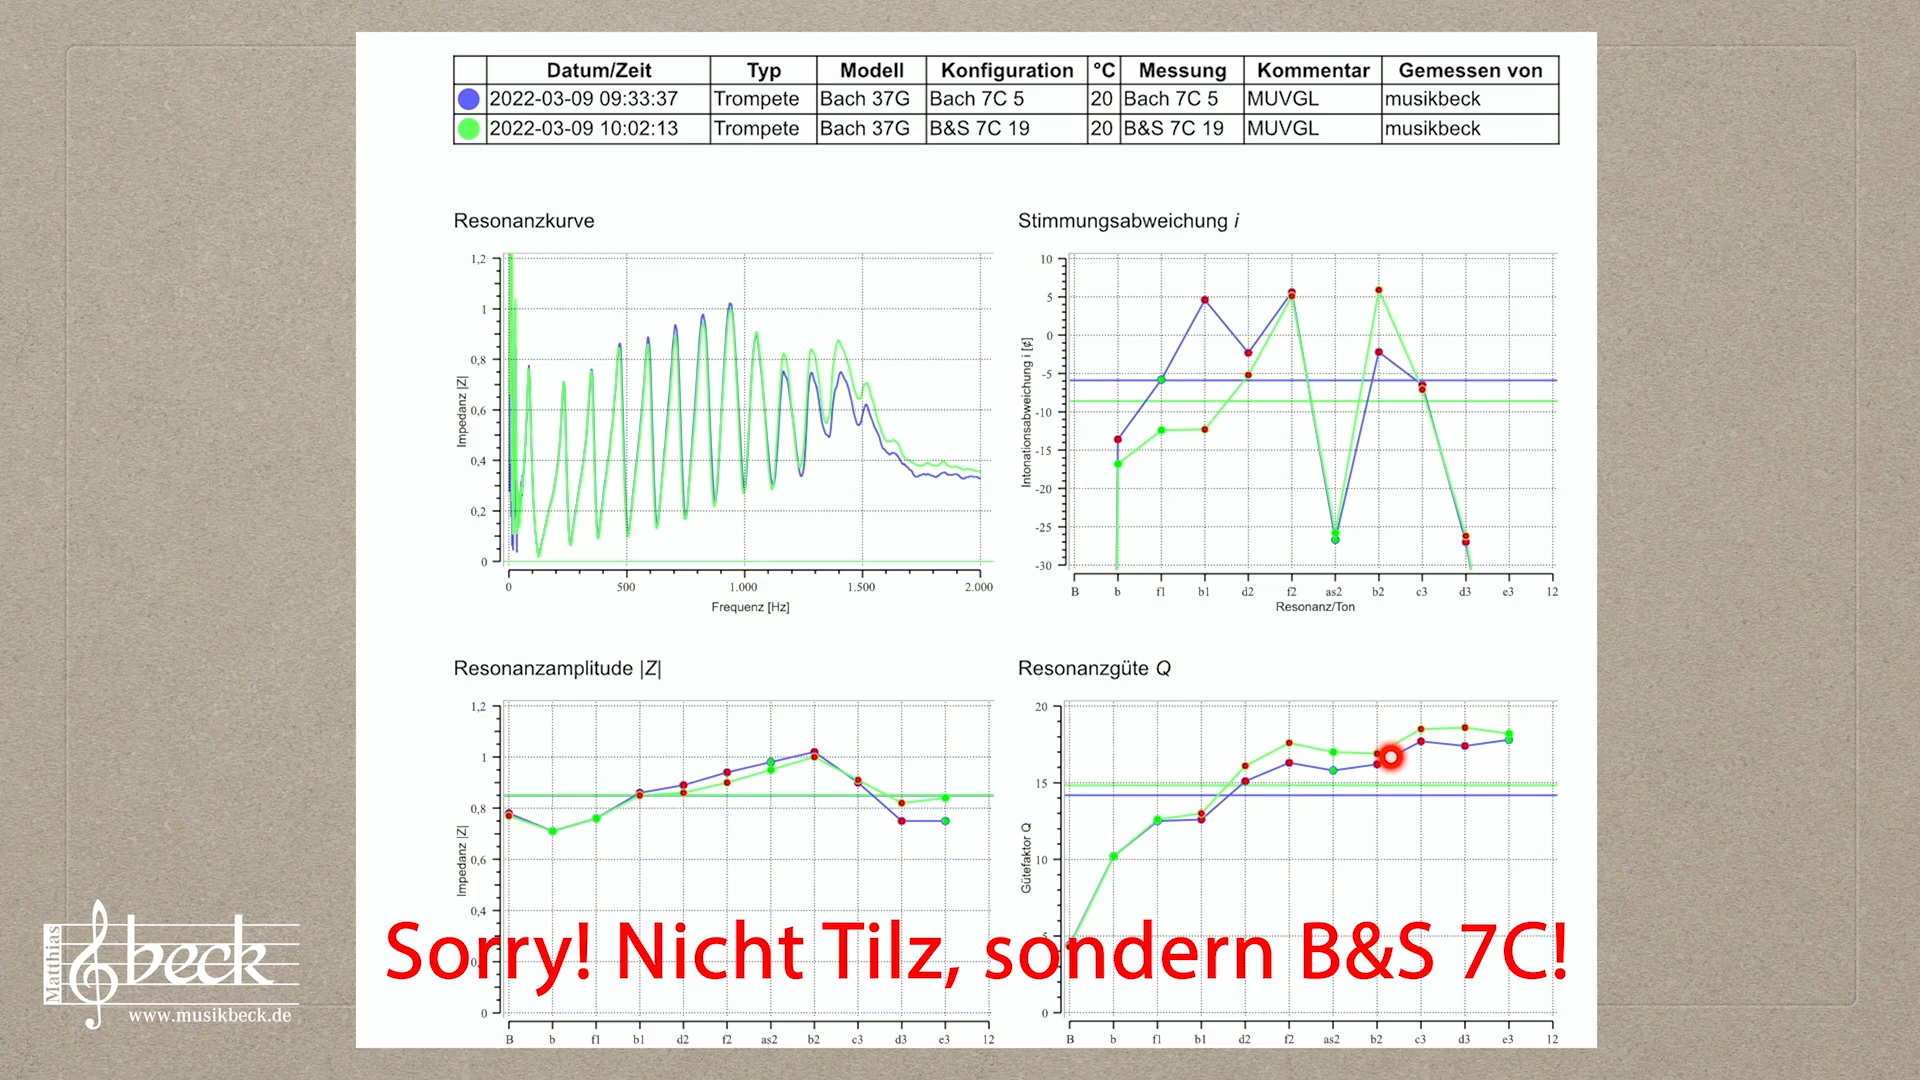 Datum/Zeit Typ Modell Konfiguration °C Messung Kommentar Gemessen von
2022-03-09 09:33:37 Trompete Bach 37G Bach 7C 5 20 Bach 7C 5 MUVGL musikbeck
2022-03-09 10:02:13 Trompete Bach 37G B&S 7C 19 20 B&S 7C 19 MUVGL musikbeck
Resonanzkurve
1,2
1
0,8
0,6
0,4
0,2
0
Impedanz |Z|
0 500 1.000 1.500 2.000
Frequenz [Hz]
Stimmungsabweichung i
10
5
0
-5
-10
-15
-20
-25
-30
Intonationsabweichung i [¢]
B b f1 b1 d2 f2 as2 b2 c3 d3 e3 12
Resonanz/Ton
Resonanzamplitude |Z|
1,2
1
0,8
0,6
0,4
0
Impedanz |Z|
B b f1 b1 d2 f2 as2 b2 c3 d3 e3 12
Resonanzgüte Q
20
15
10
5
0
Gütefaktor Q
B b f1 b1 d2 f2 as2 b2 c3 d3 e3 12
Sorry! Nicht Tilz, sondern B&S 7C!
Matthias
beck
www.musikbeck.de